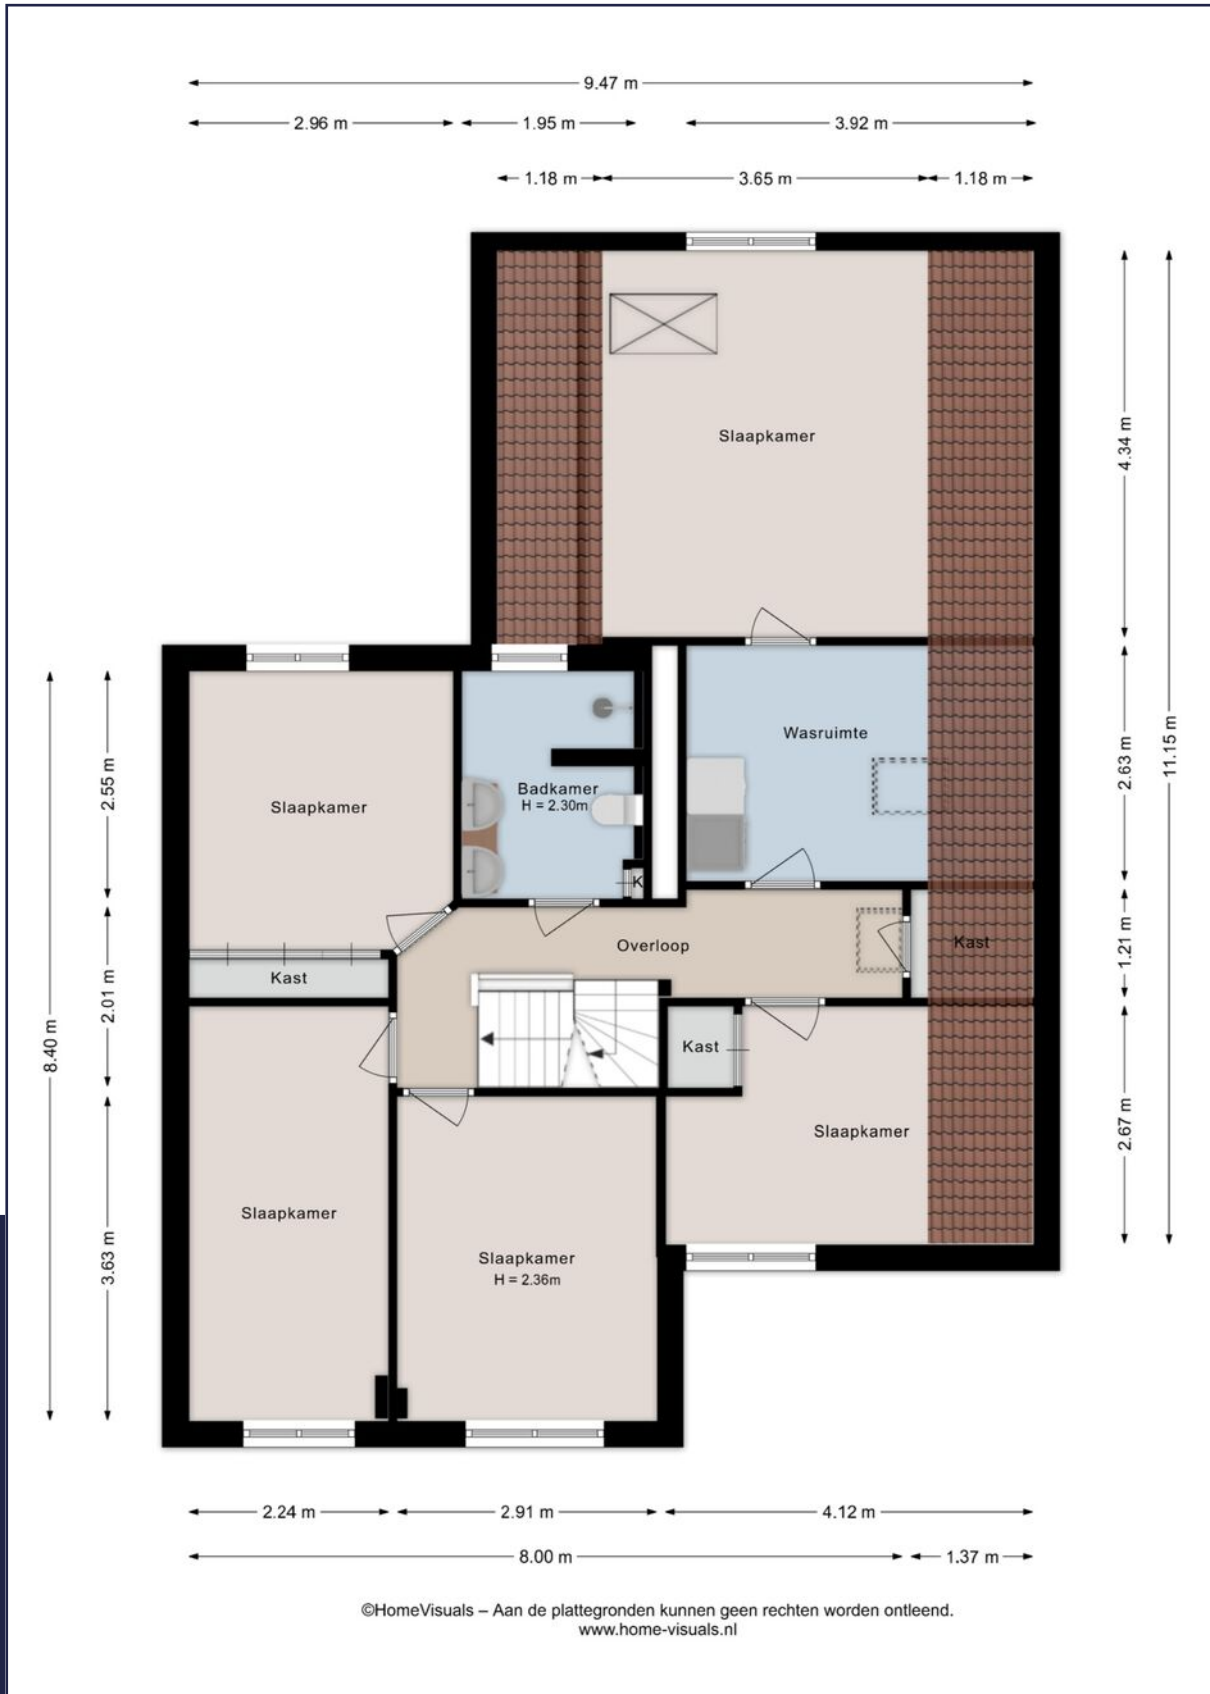 9.47 m
2.96 m
1.95 m
3.92 m
1.18 m
3.65 m
1.18 m
Slaapkamer
4.34 m
11.15 m
Wasruimte
2.63 m
8.40 m
2.55 m
Slaapkamer
Badkamer
H = 2.30m
K
Overloop
Kast
1.21 m
Kast
2.01 m
Kast
Slaapkamer
2.67 m
Slaapkamer
Slaapkamer
H = 2.36m
3.63 m
2.24 m
2.91 m
4.12 m
8.00 m
1.37 m
©HomeVisuals – Aan de plattegronden kunnen geen rechten worden ontleend.
www.home-visuals.nl